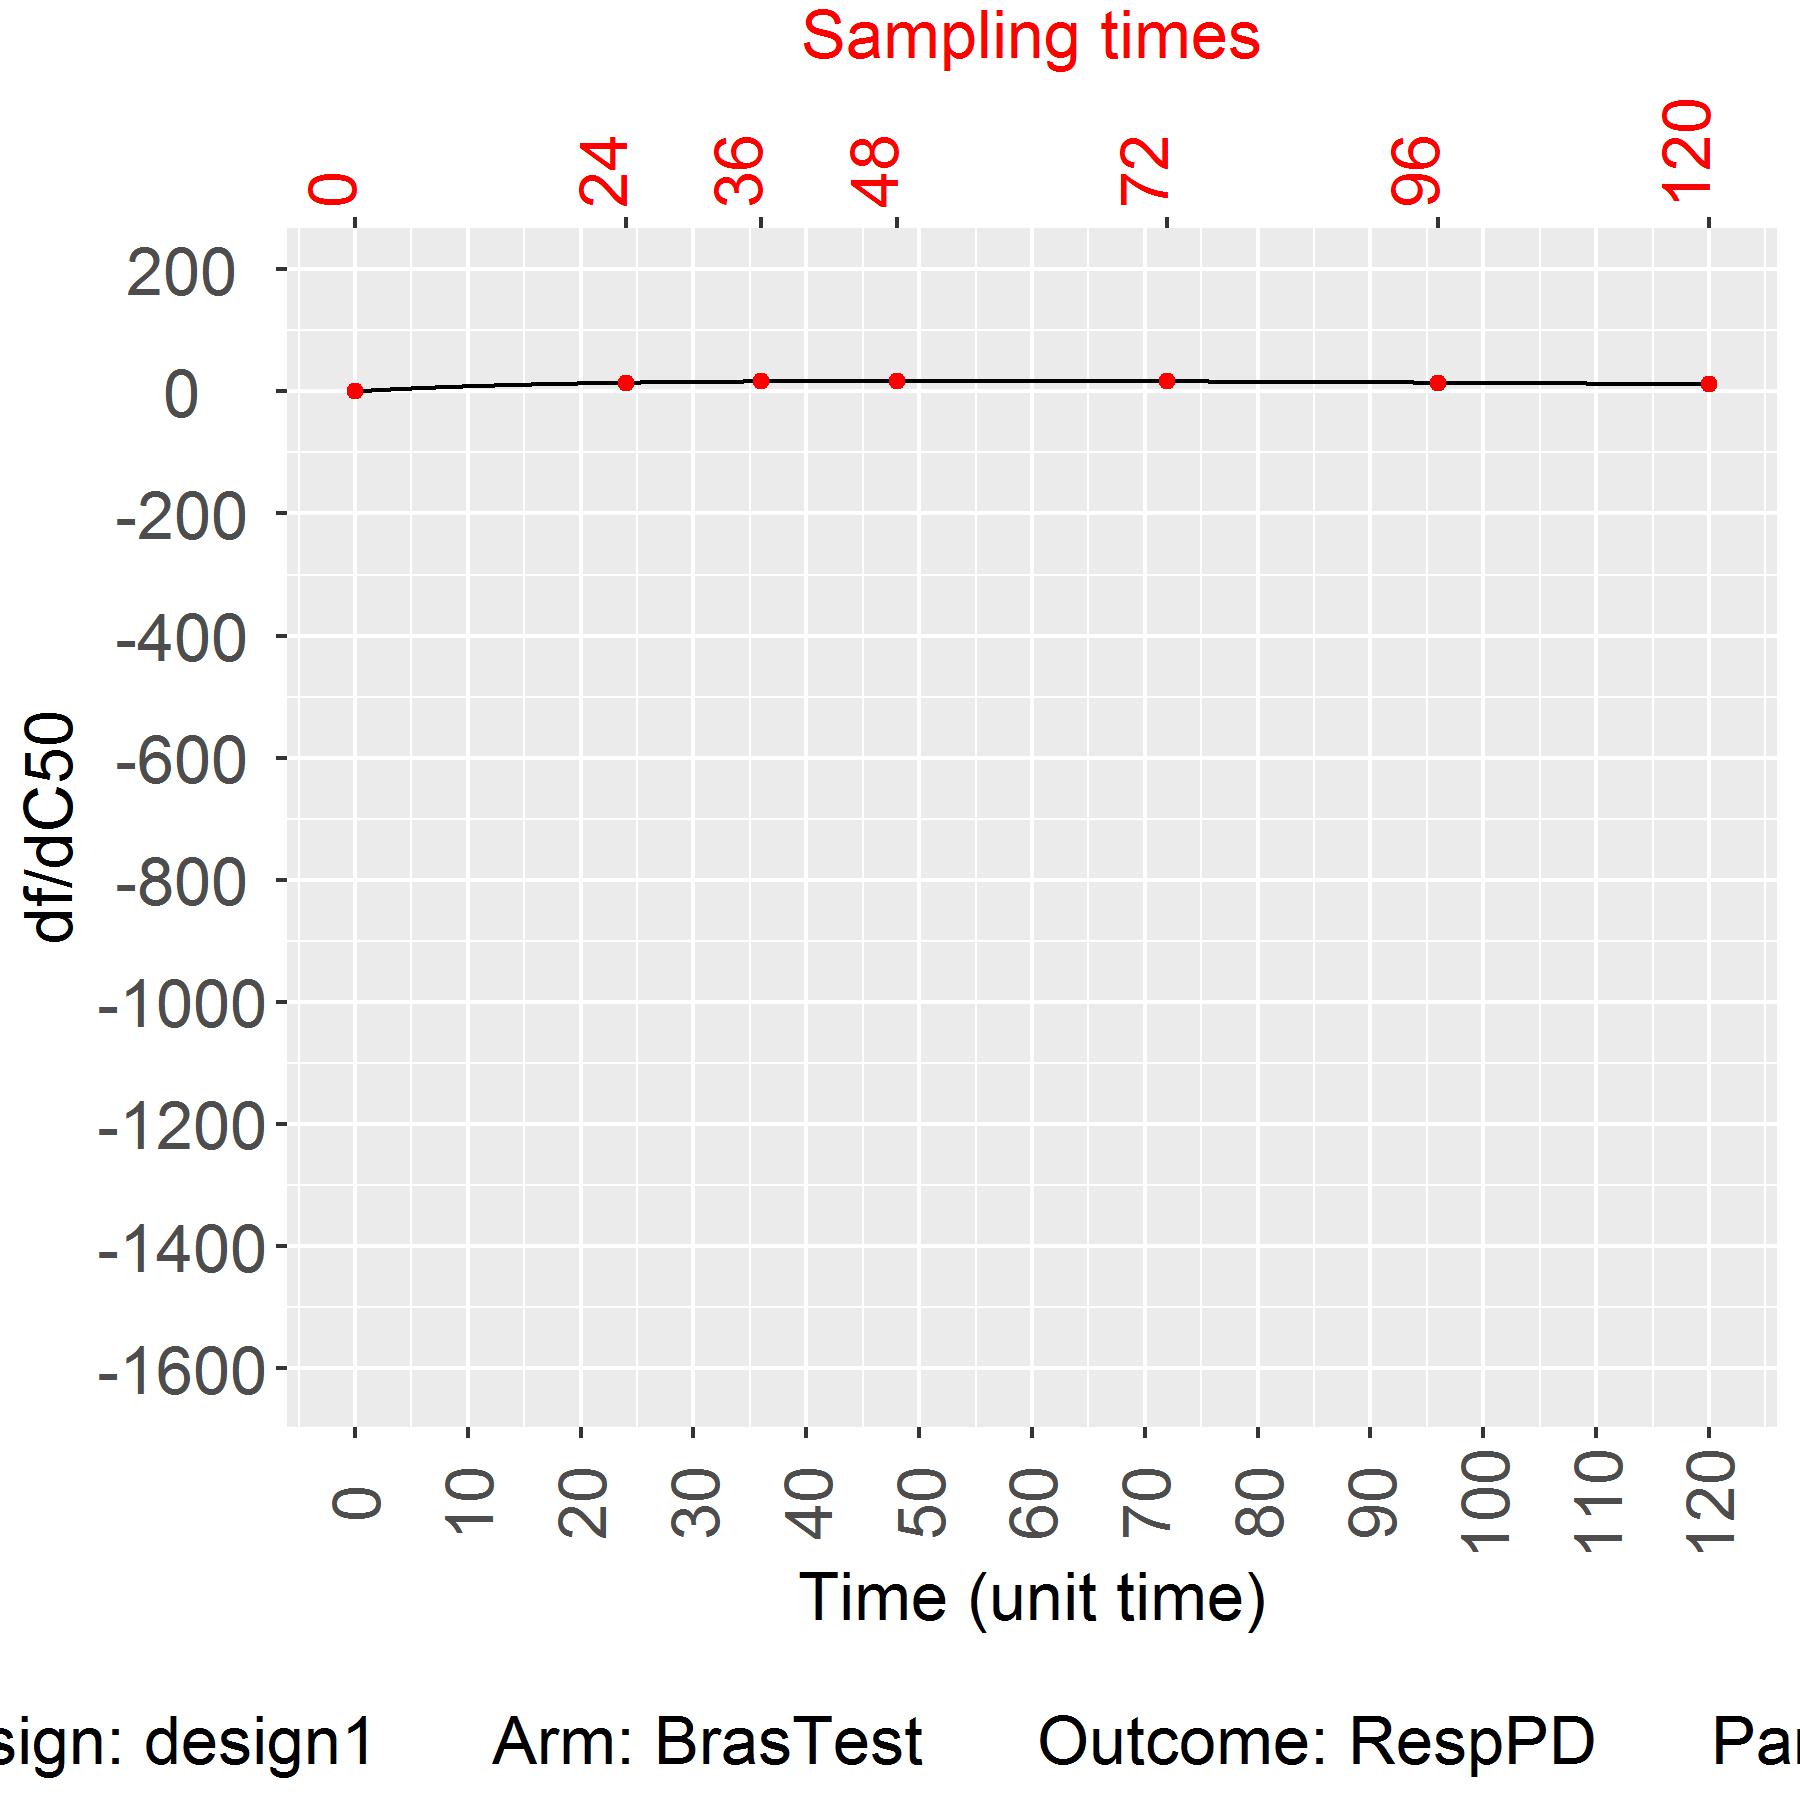 Sampling times
0 24 36 48 72 96 120
200
0
-200
-400
-600
-800
-1000
-1200
-1400
-1600
df/dC50
0 10 20 30 40 50 60 70 80 90 100 110 120
Time (unit time)
sign: design1 Arm: BrasTest Outcome: RespPD